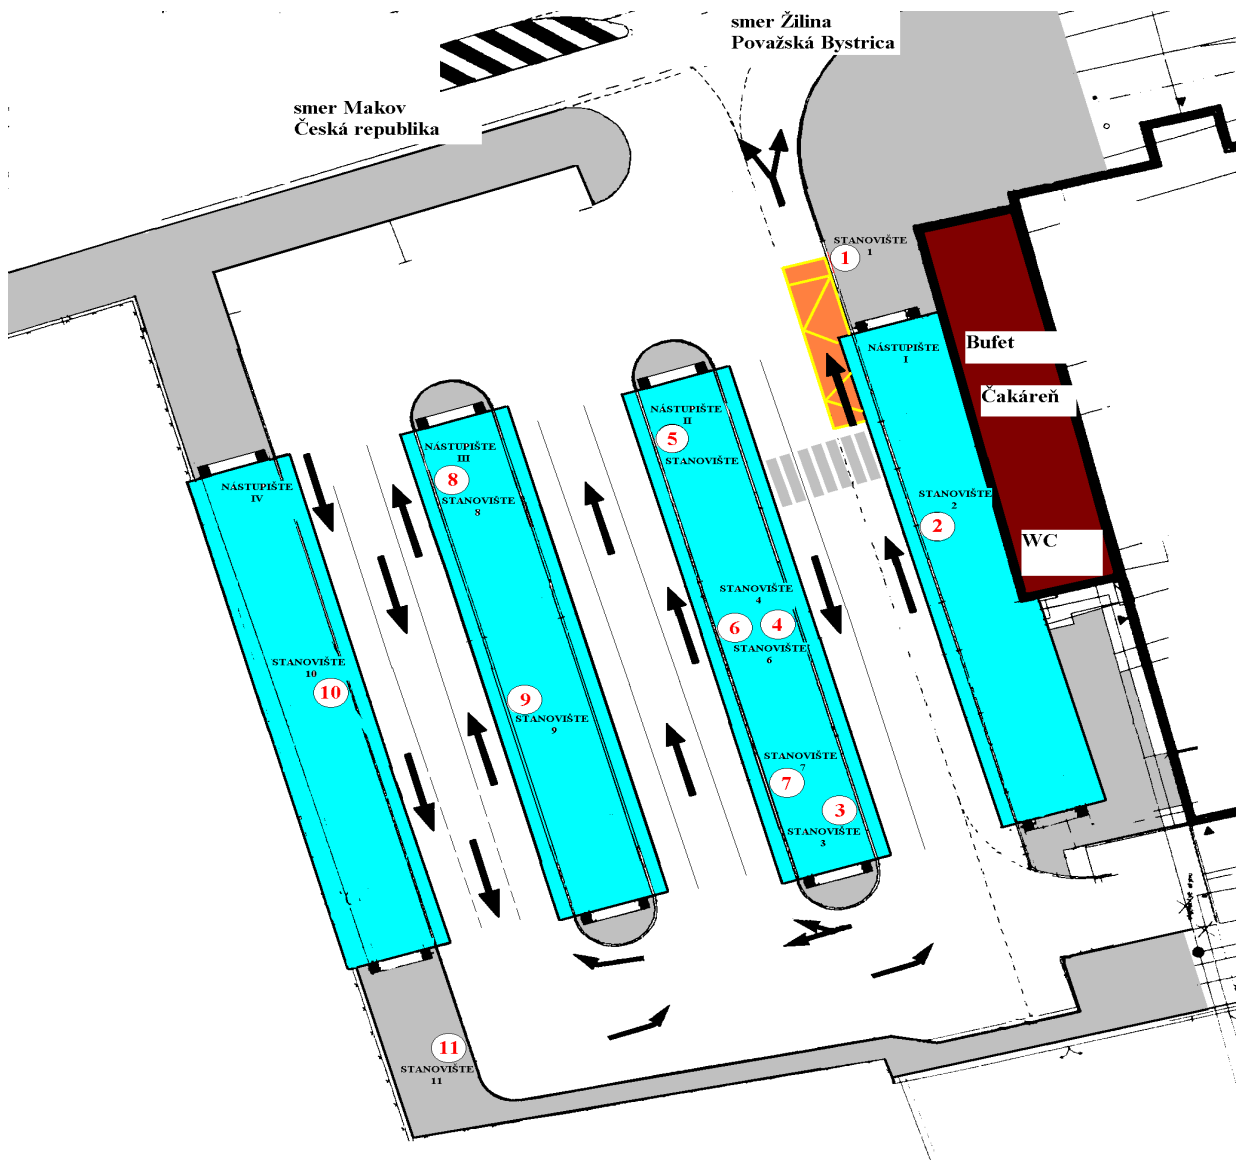 smer Žilina
Považská Bystrica
smer Makov
Česká republika
STANOVIŠTE
1
1
NÁSTUPIŠTE
I
Bufet
Čakáreň
NÁSTUPIŠTE
II
5
STANOVIŠTE
NÁSTUPIŠTE
III
8
STANOVIŠTE
8
NÁSTUPIŠTE
IV
STANOVIŠTE
2
2
WC
STANOVIŠTE
4
6
4
STANOVIŠTE
6
STANOVIŠTE
10
10
9
STANOVIŠTE
9
STANOVIŠTE
7
7
3
STANOVIŠTE
3
11
STANOVIŠTE
11